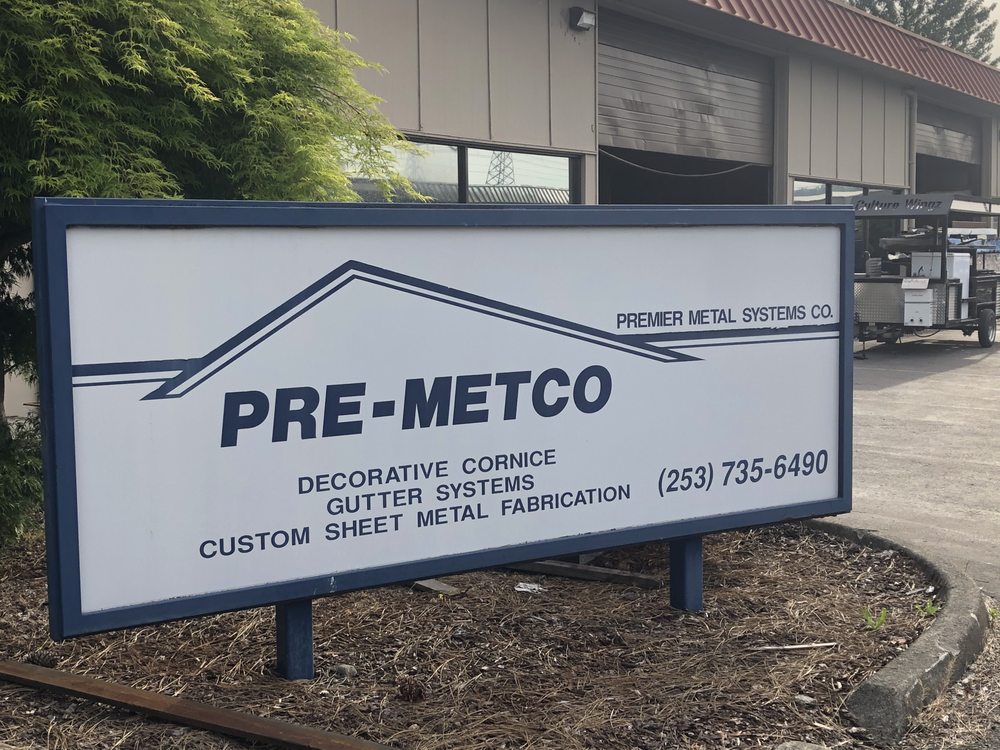 PREMIER METAL SYSTEMS CO.
PRE-METCO
DECORATIVE CORNICE
GUTTER SYSTEMS
CUSTOM SHEET METAL FABRICATION
(253) 735-6490
Culture Wingz